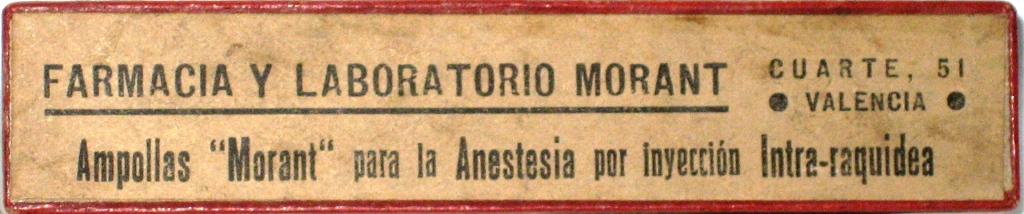 FARMACIA Y LABORATORIO MORANT
CUARTE, 51
● VALENCIA ●
Ampollas "Morant" para la Anestesia por inyección Intra-raquidea